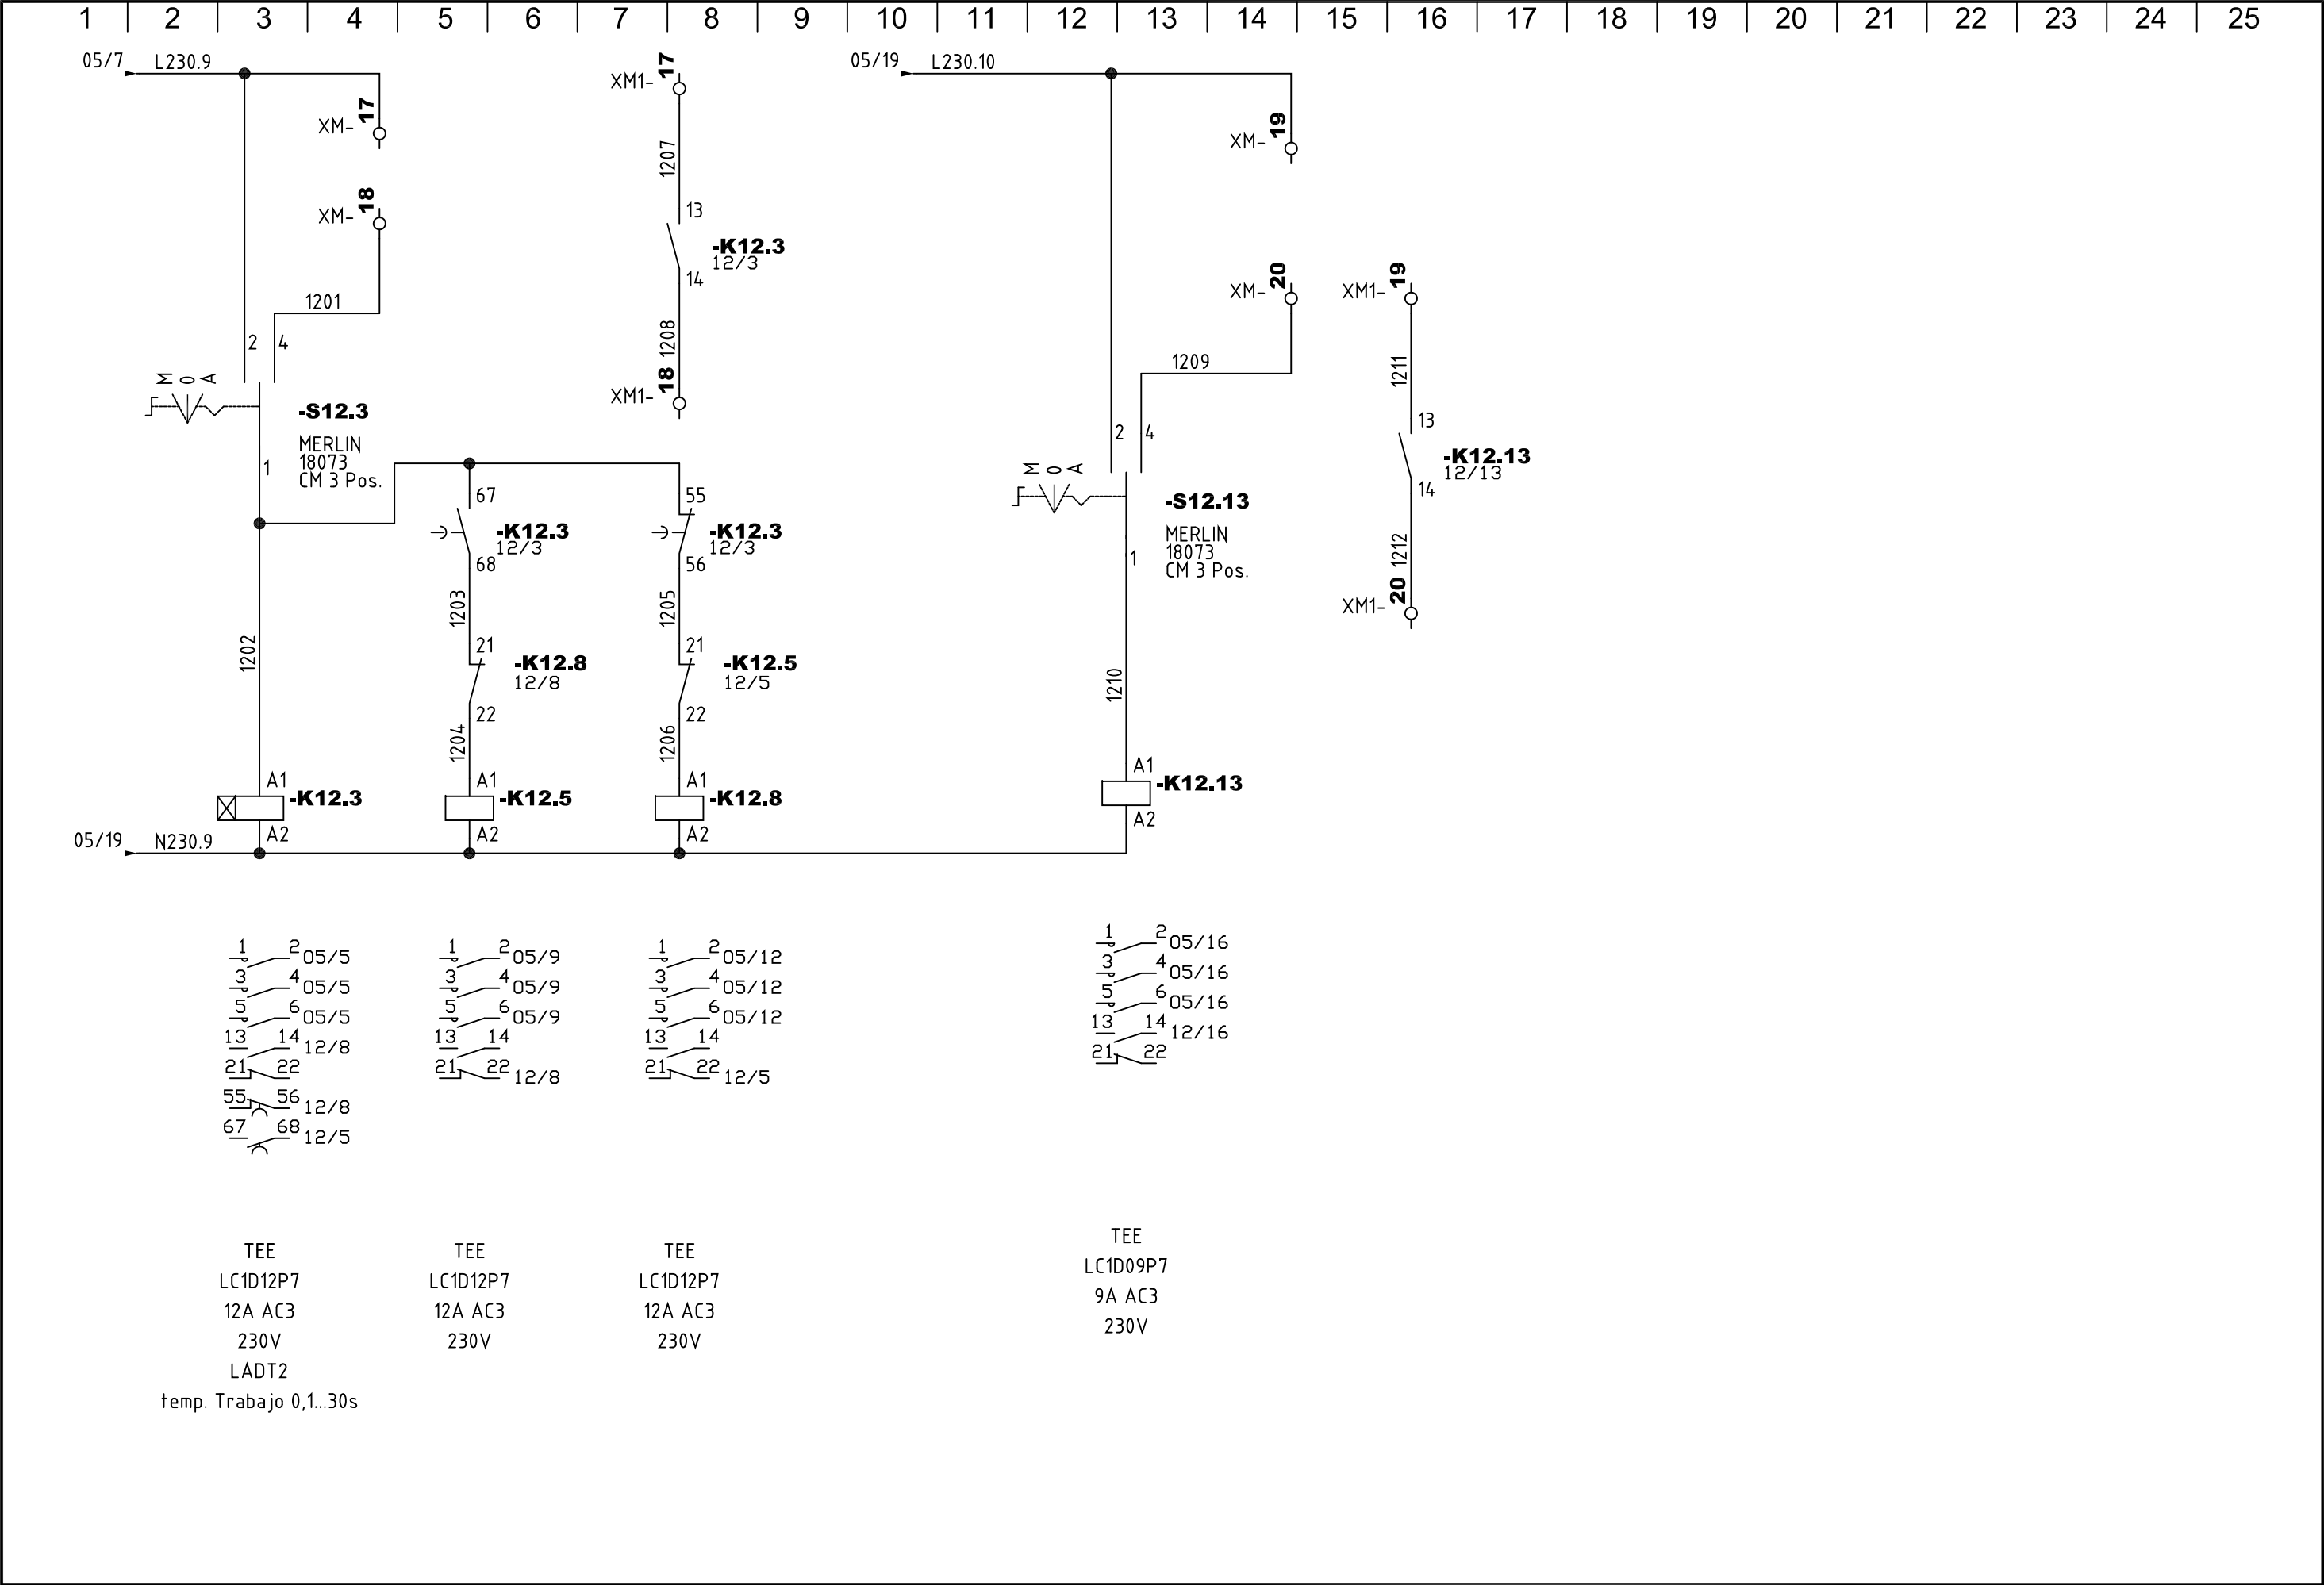 1 2 3 4 5 6 7 8 9 10 11 12 13 14 15 16 17 18 19 20 21 22 23 24 25
05/7 L230.9
XM- 17
XM- 18
1201
2 4
M 0 A
-S12.3
MERLIN
18073
CM 3 Pos.
1
1202
A1
-K12.3
A2
05/19 N230.9
67
-K12.3
12/3
68
1203
21
-K12.8
12/8
22
1204
A1
-K12.5
A2
XM1- 17
1207
13
-K12.3
12/3
14
1208
XM1- 18
55
-K12.3
12/3
56
1205
21
-K12.5
12/5
22
1206
A1
-K12.8
A2
05/19 L230.10
XM- 19
XM- 20
1209
2 4
M 0 A
-S12.13
MERLIN
18073
CM 3 Pos.
1
1210
A1
-K12.13
A2
XM1- 19
1211
13
-K12.13
12/13
14
1212
XM1- 20
1 2 05/5
3 4 05/5
5 6 05/5
13 14 12/8
21 22
55 56 12/8
67 68 12/5
1 2 05/9
3 4 05/9
5 6 05/9
13 14
21 22 12/8
1 2 05/12
3 4 05/12
5 6 05/12
13 14
21 22 12/5
1 2 05/16
3 4 05/16
5 6 05/16
13 14 12/16
21 22
TEE
LC1D12P7
12A AC3
230V
LADT2
temp. Trabajo 0,1...30s
TEE
LC1D12P7
12A AC3
230V
TEE
LC1D12P7
12A AC3
230V
TEE
LC1D09P7
9A AC3
230V